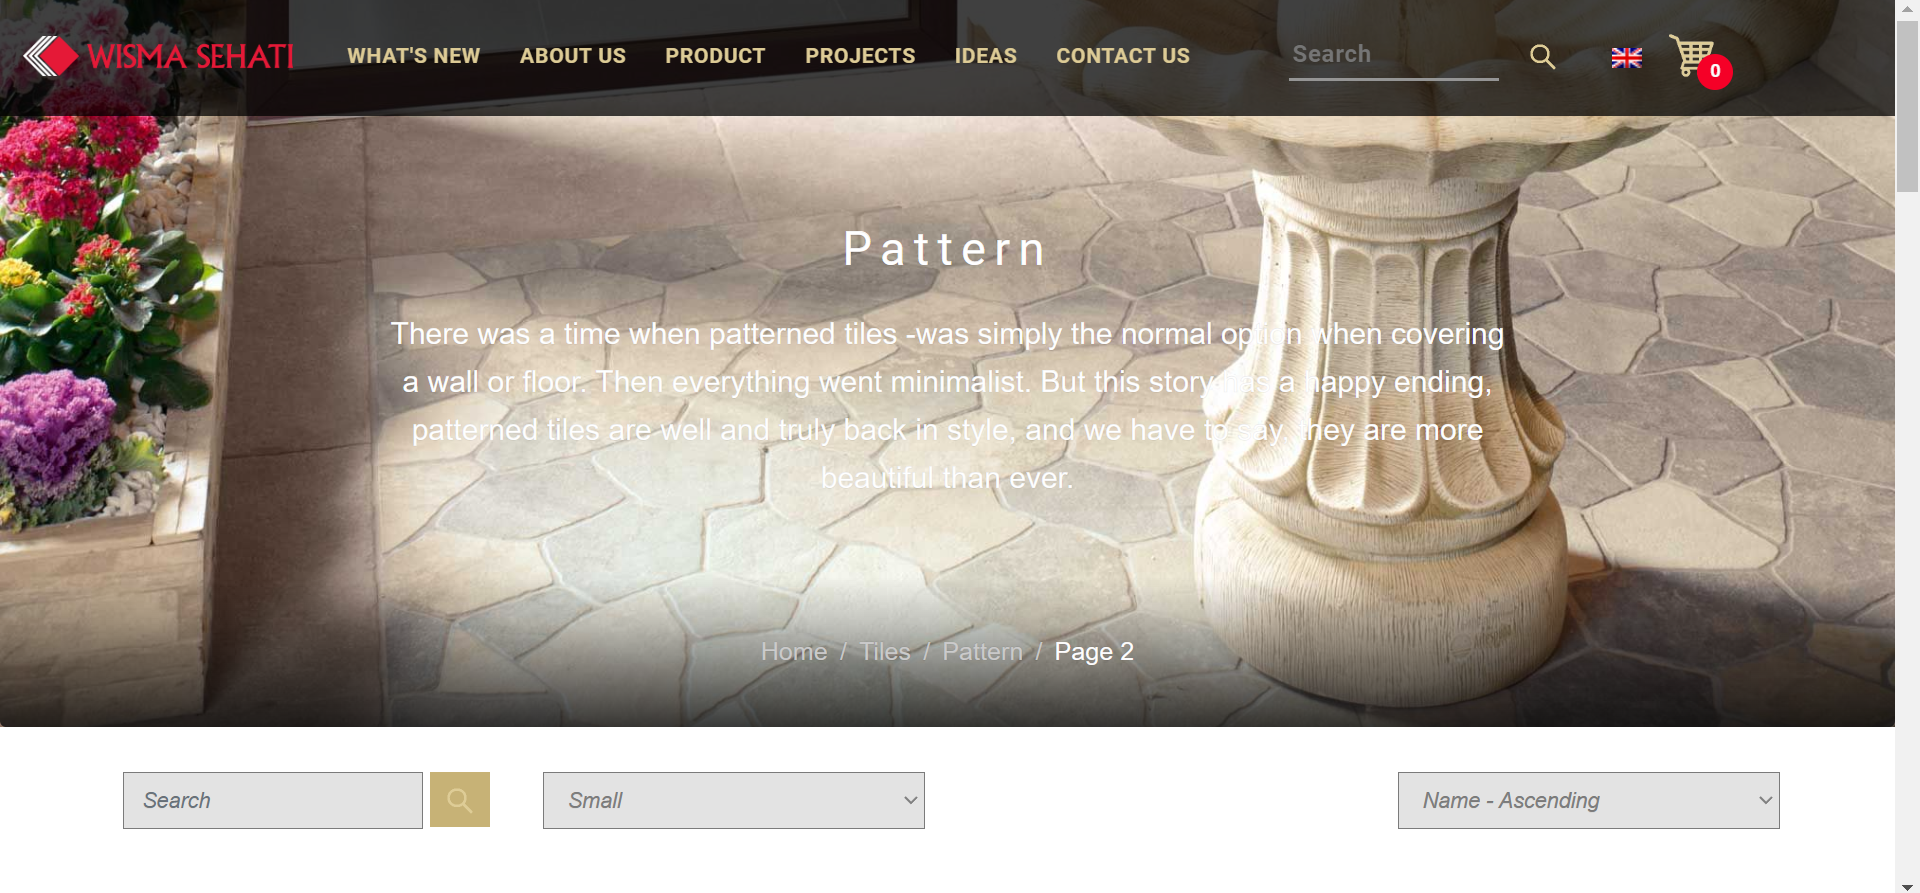 WISMA SEHATI
WHAT'S NEW ABOUT US PRODUCT PROJECTS IDEAS CONTACT US Search 0
Pattern
There was a time when patterned tiles -was simply the normal option when covering
a wall or floor. Then everything went minimalist. But this story has a happy ending,
patterned tiles are well and truly back in style, and we have to say, they are more
beautiful than ever.
Home / Tiles / Pattern / Page 2
Search Small Name - Ascending